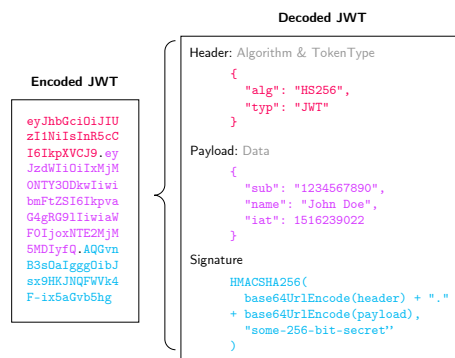 Decoded JWT
Encoded JWT
eyJhbGciOiJIU
zI1NiIsInR5cC
I6IkpXVCJ9.ey
JzdWIiOiIxMjM
0NTY3ODkwIiwi
bmFtZSI6Ikpva
G4gRG9lIiwiaW
F0IjoxNTE2MjM
5MDIyfQ.AQGvn
B3sOaIggg0ibJ
sx9HKJNQFWVk4
F-ix5aGvb5hg
Header: Algorithm & TokenType
{
"alg": "HS256",
"typ": "JWT"
}
Payload: Data
{
"sub": "1234567890",
"name": "John Doe",
"iat": 1516239022
}
Signature
HMACSHA256(
base64UrlEncode(header) + "."
+ base64UrlEncode(payload),
"some-256-bit-secret”
)